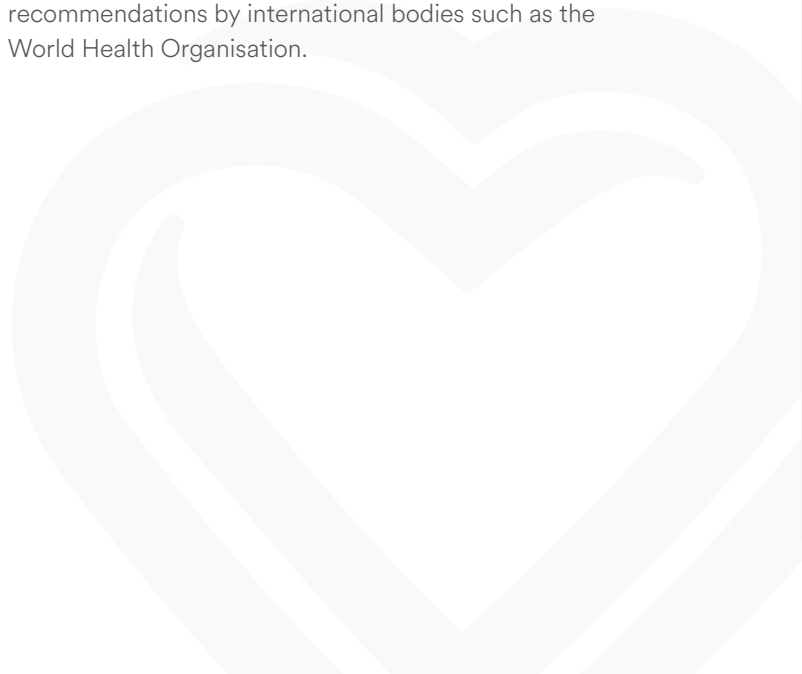 recommendations by international bodies such as the
World Health Organisation.